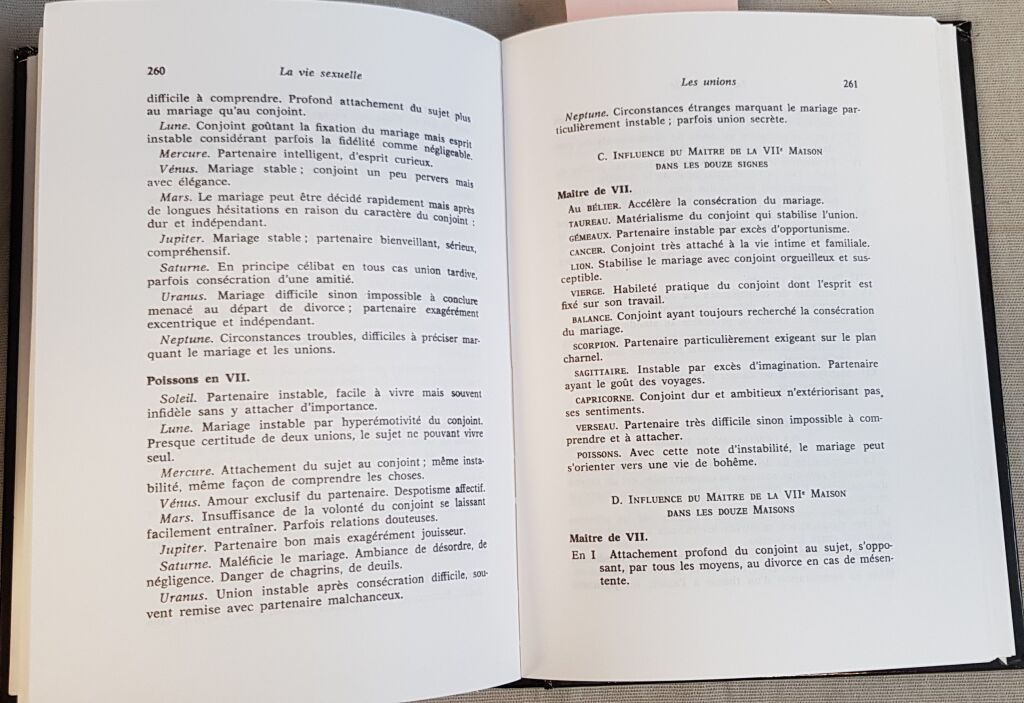 260
La vie sexuelle
difficile à comprendre. Profond attachement du sujet plus
au mariage qu'au conjoint.
Lune. Conjoint goûtant la fixation du mariage mais esprit
instable considérant parfois la fidélité comme négligeable.
Mercure. Partenaire intelligent, d'esprit curieux.
Vénus. Mariage stable ; conjoint un peu pervers mais
avec élégance.
Mars. Le mariage peut être décidé rapidement mais après
de longues hésitations en raison du caractère du conjoint :
dur et indépendant.
Jupiter. Mariage stable ; partenaire bienveillant, sérieux,
compréhensif.
Saturne. En principe célibat en tous cas union tardive,
parfois consécration d'une amitié.
Uranus. Mariage difficile sinon impossible à conclure
menacé au départ de divorce ; partenaire exagérément
excentrique et indépendant.
Neptune. Circonstances troubles, difficiles à préciser mar-
quant le mariage et les unions.
Poissons en VII.
Soleil. Partenaire instable, facile à vivre mais souvent
infidèle sans y attacher d'importance.
Lune. Mariage instable par hyperémotivité du conjoint.
Presque certitude de deux unions, le sujet ne pouvant vivre
seul.
Mercure. Attachement du sujet au conjoint ; même insta-
bilité, même façon de comprendre les choses.
Vénus. Amour exclusif du partenaire. Despotisme affectif.
Mars. Insuffisance de la volonté du conjoint se laissant
facilement entraîner. Parfois relations douteuses.
Jupiter. Partenaire bon mais exagérément jouisseur.
Saturne. Maléficie le mariage. Ambiance de désordre, de
négligence. Danger de chagrins, de deuils.
Uranus. Union instable après consécration difficile, sou-
vent remise avec partenaire malchanceux.
Les unions
261
Neptune. Circonstances étranges marquant le mariage par-
ticulièrement instable ; parfois union secrète.
C. INFLUENCE DU MAITRE DE LA VIIe MAISON
DANS LES DOUZE SIGNES
Maître de VII.
Au BÉLIER. Accélère la consécration du mariage.
TAUREAU. Matérialisme du conjoint qui stabilise l'union.
GÉMEAUX. Partenaire instable par excès d'opportunisme.
CANCER. Conjoint très attaché à la vie intime et familiale.
LION. Stabilise le mariage avec conjoint orgueilleux et sus-
ceptible.
VIERGE. Habileté pratique du conjoint dont l'esprit est
fixé sur son travail.
BALANCE. Conjoint ayant toujours recherché la consécration
du mariage.
SCORPION. Partenaire particulièrement exigeant sur le plan
charnel.
SAGITTAIRE. Instable par excès d'imagination. Partenaire
ayant le goût des voyages.
CAPRICORNE. Conjoint dur et ambitieux n'extériorisant pas
ses sentiments.
VERSEAU. Partenaire très difficile sinon impossible à com-
prendre et à attacher.
POISSONS. Avec cette note d'instabilité, le mariage peut
s'orienter vers une vie de bohême.
D. INFLUENCE DU MAITRE DE LA VIIe MAISON
DANS LES DOUZE MAISONS
Maître de VII.
En I Attachement profond du conjoint au sujet, s'oppo-
sant, par tous les moyens, au divorce en cas de mésen-
tente.